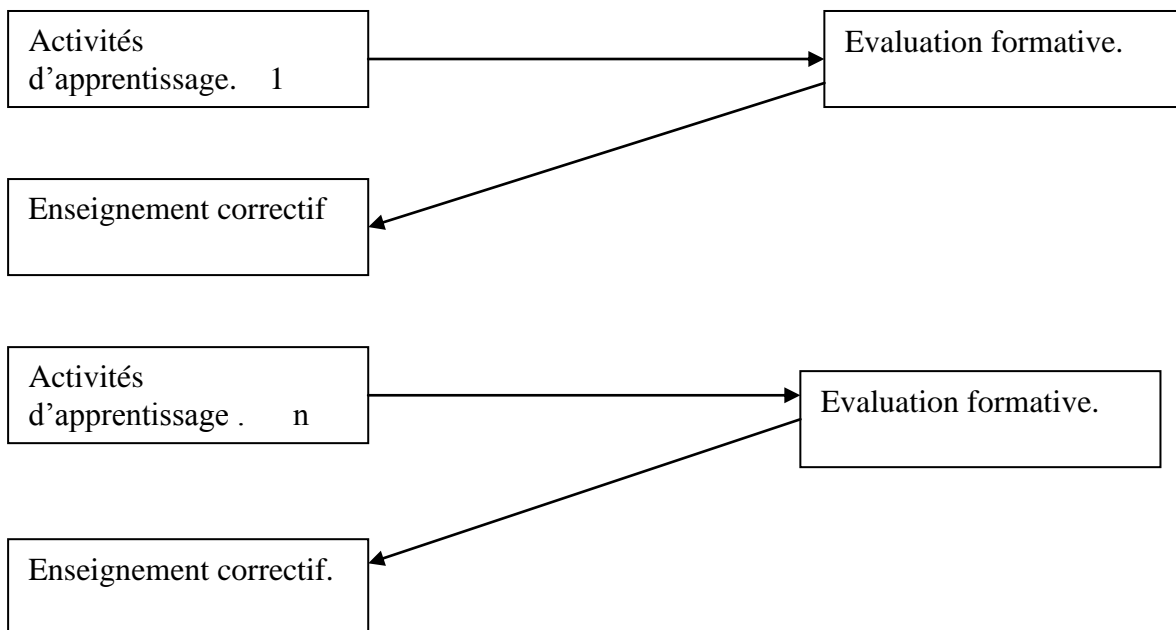 Activités
d’apprentissage. 1
Evaluation formative.
Enseignement correctif
Activités
d’apprentissage . n
Evaluation formative.
Enseignement correctif.